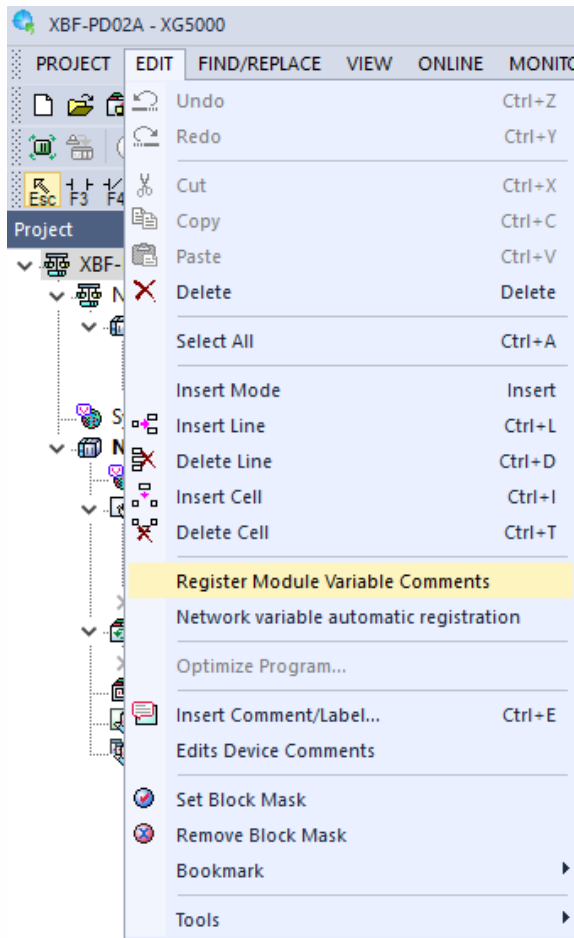 XBF-PD02A - XG5000
PROJECT EDIT FIND/REPLACE VIEW ONLINE
Undo Ctrl+Z
Redo Ctrl+Y
Esc F3 F4
Cut Ctrl+X
Copy Ctrl+C
Project
Paste Ctrl+V
XBF-
Delete Delete
Select All Ctrl+A
Insert Mode Insert
Insert Line Ctrl+L
Delete Line Ctrl+D
Insert Cell Ctrl+I
Delete Cell Ctrl+T
Register Module Variable Comments
Network variable automatic registration
Optimize Program...
Insert Comment/Label... Ctrl+E
Edits Device Comments
Set Block Mask
Remove Block Mask
Bookmark
Tools